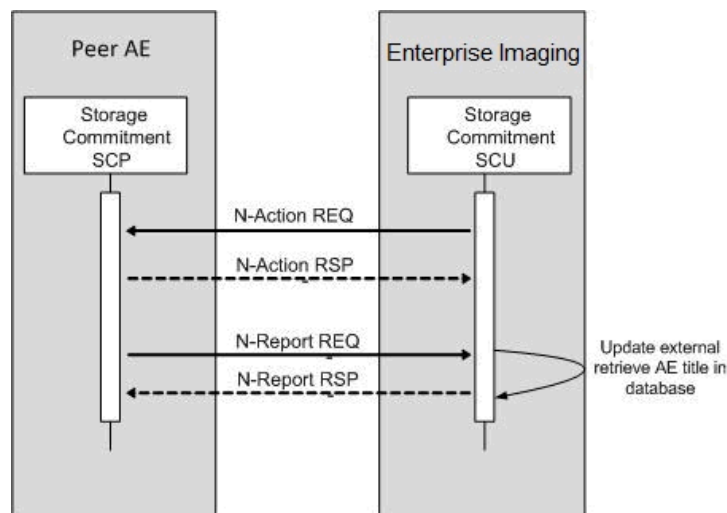 Peer AE
Enterprise Imaging
Storage
Commitment
SCP
Storage
Commitment
SCU
N-Action REQ
N-Action RSP
N-Report REQ
N-Report RSP
Update external
retrieve AE title in
database